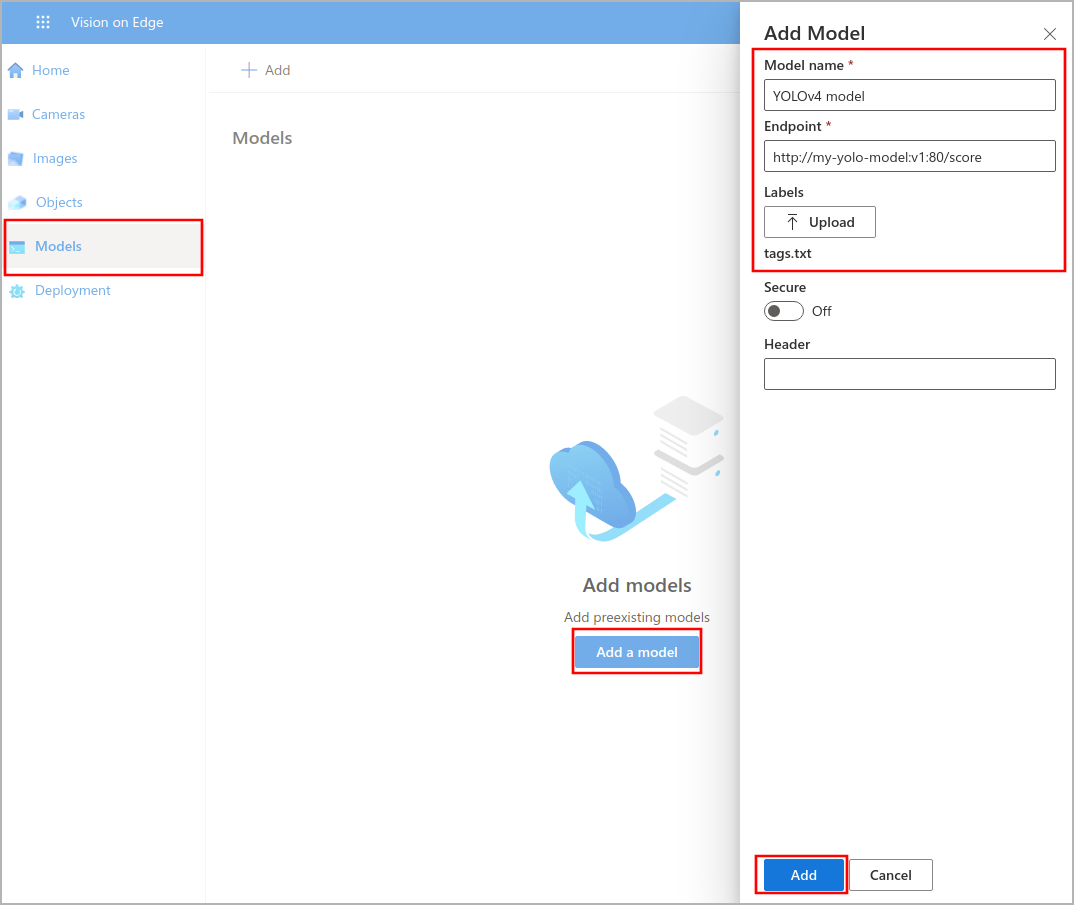 Vision on Edge
Home
Cameras
Images
Objects
Models
Deployment
Add
Models
Add models
Add preexisting models
Add a model
Add Model
Model name *
YOLOv4 model
Endpoint *
http://my-yolo-model:v1:80/score
Labels
Upload
tags.txt
Secure
Off
Header
Add
Cancel